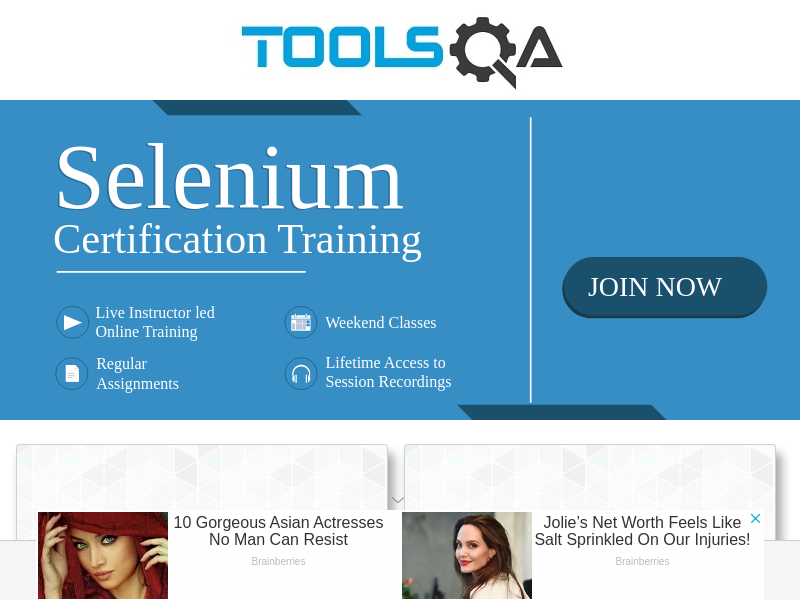 TOOLSQA
Selenium
Certification Training
JOIN NOW
Live Instructor led
Online Training
Weekend Classes
Regular
Assignments
Lifetime Access to
Session Recordings
10 Gorgeous Asian Actresses
No Man Can Resist
Brainberries
Jolie's Net Worth Feels Like
Salt Sprinkled On Our Injuries!
Brainberries